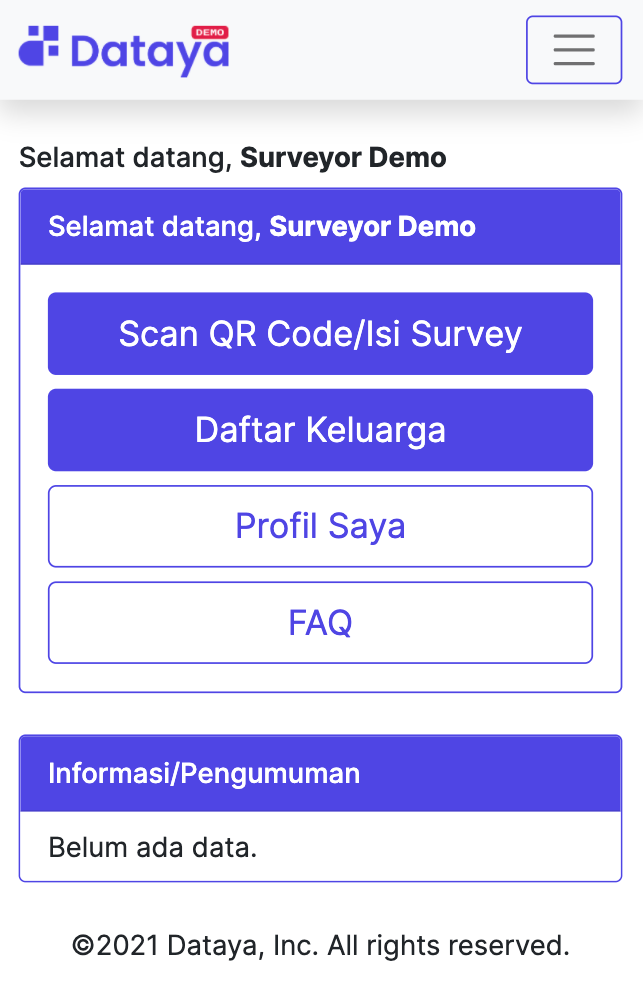 Dataya DEMO
Selamat datang, Surveyor Demo
Selamat datang, Surveyor Demo
Scan QR Code/Isi Survey
Daftar Keluarga
Profil Saya
FAQ
Informasi/Pengumuman
Belum ada data.
©2021 Dataya, Inc. All rights reserved.